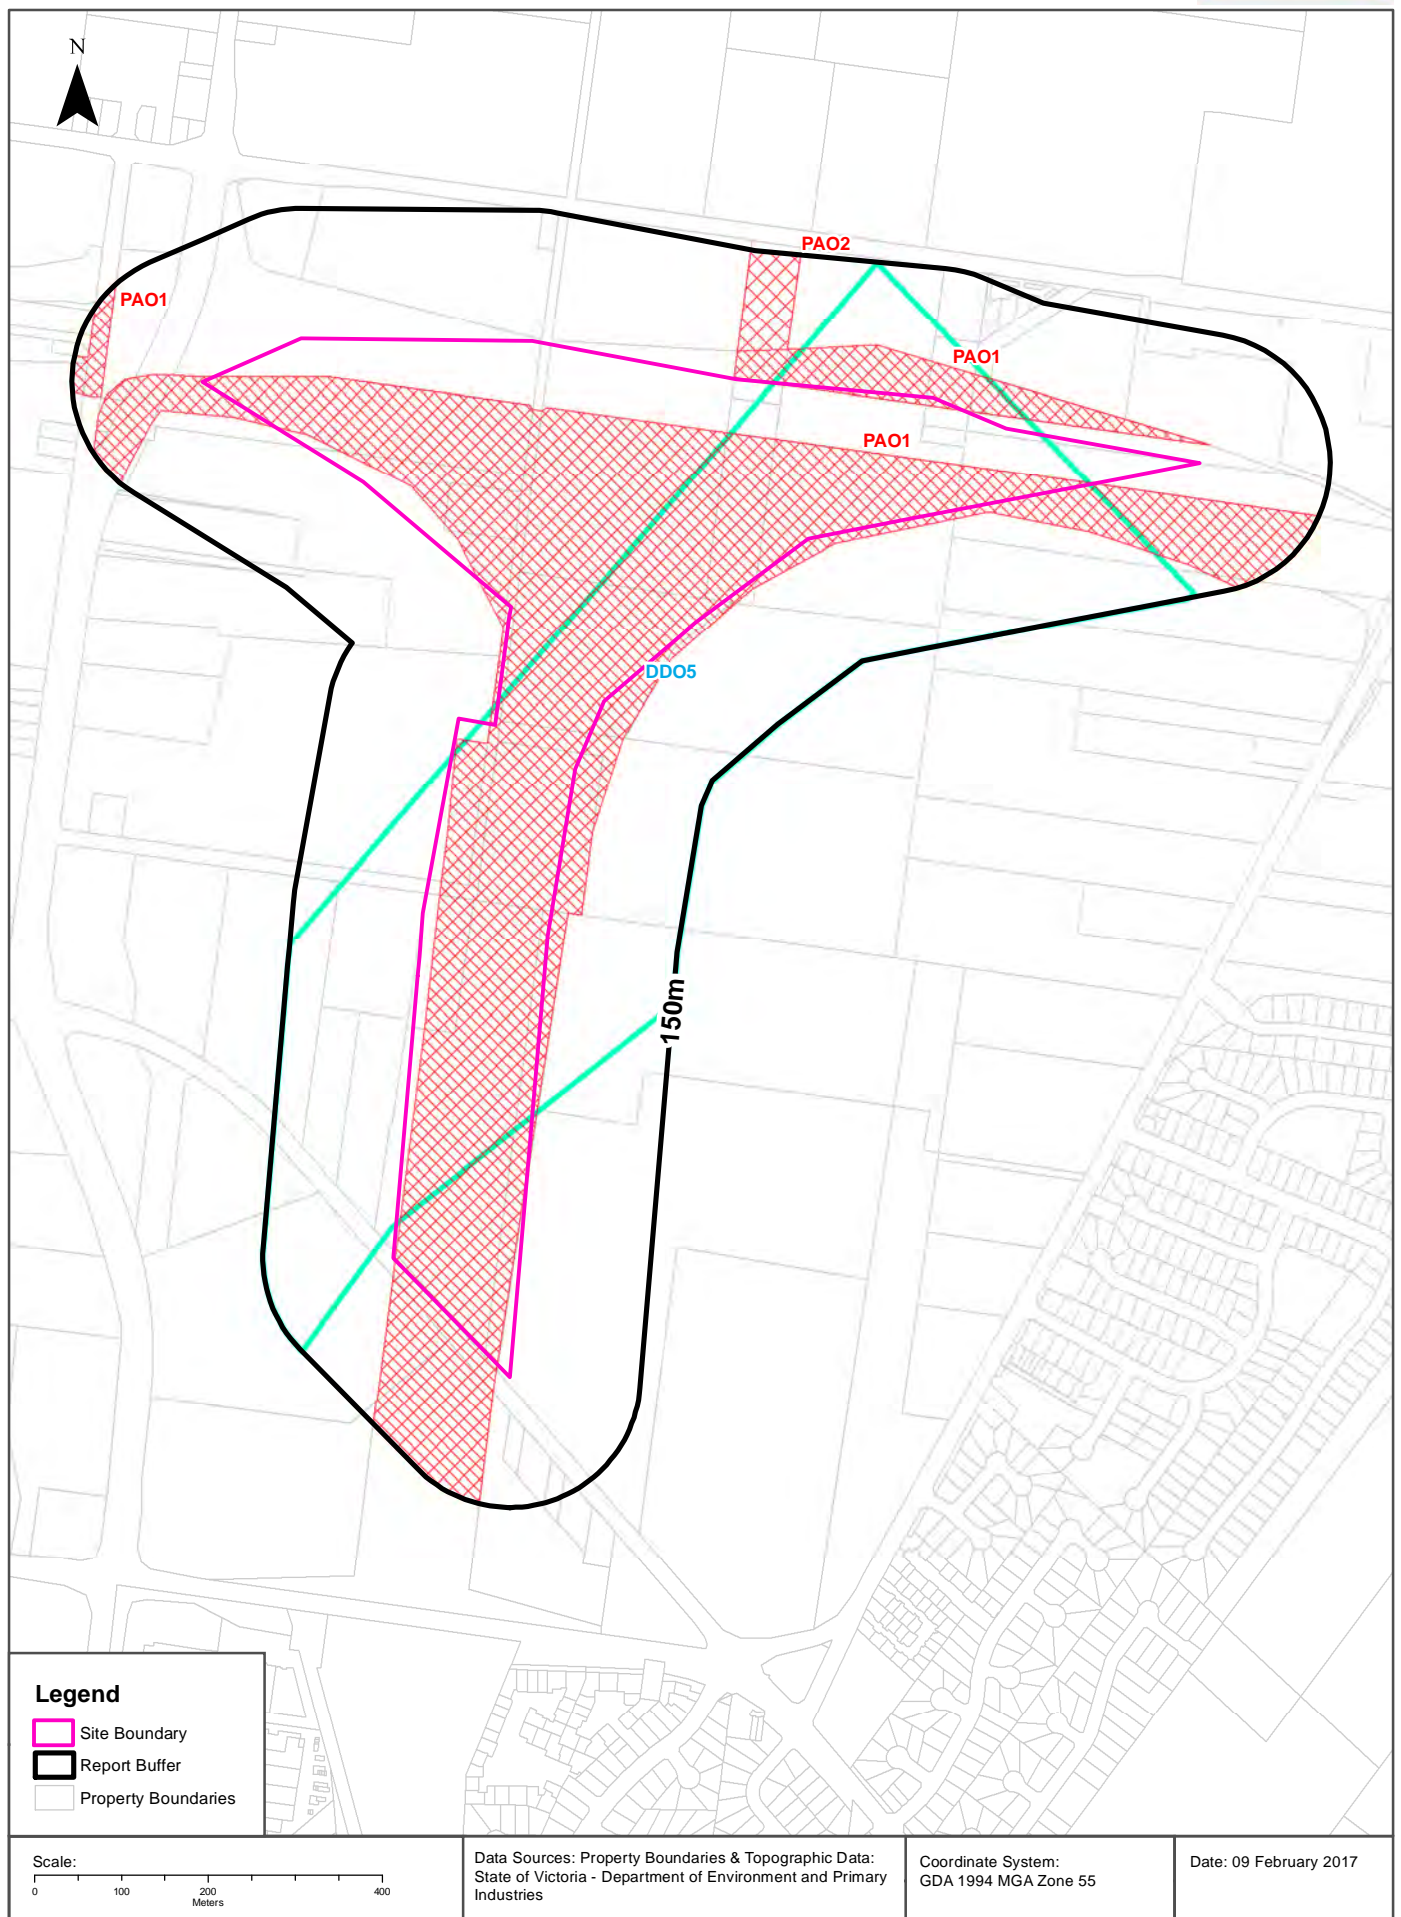 N
PAO2
PAO1
PAO1
PAO1
DDO5
150m
Legend
Site Boundary
Report Buffer
Property Boundaries
Scale:
0 100 200 400
Meters
Data Sources: Property Boundaries & Topographic Data:
State of Victoria - Department of Environment and Primary
Industries
Coordinate System:
GDA 1994 MGA Zone 55
Date: 09 February 2017